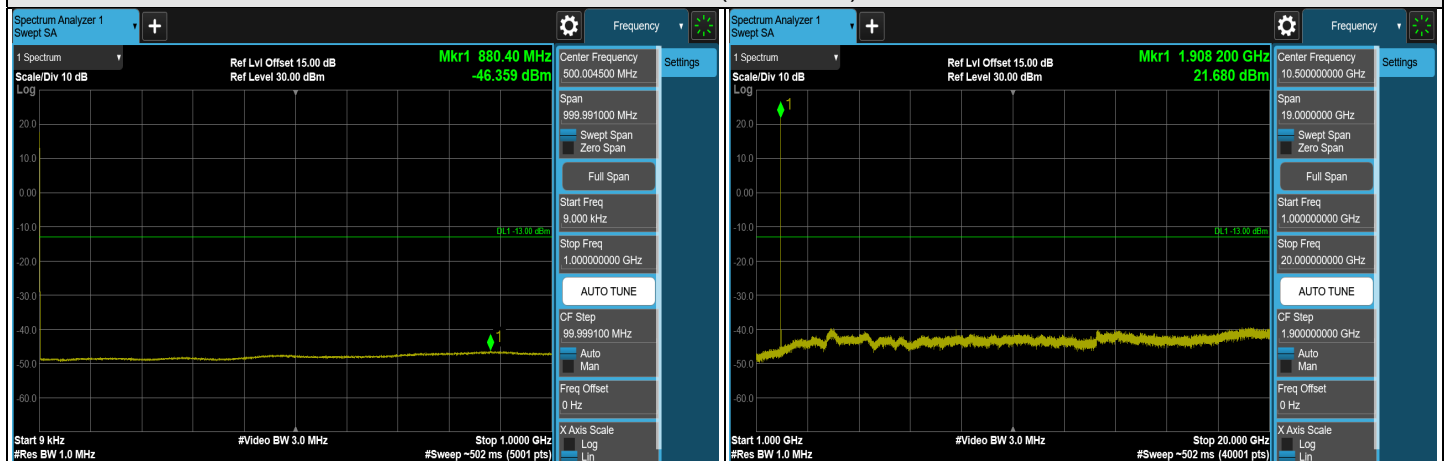 Spectrum Analyzer 1
Swept SA
+
Frequency
1 Spectrum
Scale/Div 10 dB
Log
Ref Lvl Offset 15.00 dB
Ref Level 30.00 dBm
Mkr1 880.40 MHz
-46.359 dBm
20.0
10.0
0.00
-10.0
-20.0
-30.0
-40.0
-50.0
-60.0
DL1 -13.00 dBm
1
Start 9 kHz
#Res BW 1.0 MHz
#Video BW 3.0 MHz
Stop 1.0000 GHz
#Sweep ~502 ms (5001 pts)
Center Frequency
500.004500 MHz
Settings
Span
999.991000 MHz
Swept Span
Zero Span
Full Span
Start Freq
9.000 kHz
Stop Freq
1.000000000 GHz
AUTO TUNE
CF Step
99.999100 MHz
Auto
Man
Freq Offset
0 Hz
X Axis Scale
Log
Lin
Spectrum Analyzer 1
Swept SA
+
Frequency
1 Spectrum
Scale/Div 10 dB
Log
Ref Lvl Offset 15.00 dB
Ref Level 30.00 dBm
Mkr1 1.908 200 GHz
21.680 dBm
1
20.0
10.0
0.00
-10.0
-20.0
-30.0
-40.0
-50.0
-60.0
DL1 -13.00 dBm
Start 1.000 GHz
#Res BW 1.0 MHz
#Video BW 3.0 MHz
Stop 20.000 GHz
#Sweep ~502 ms (40001 pts)
Center Frequency
10.500000000 GHz
Settings
Span
19.0000000 GHz
Swept Span
Zero Span
Full Span
Start Freq
1.000000000 GHz
Stop Freq
20.000000000 GHz
AUTO TUNE
CF Step
1.900000000 GHz
Auto
Man
Freq Offset
0 Hz
X Axis Scale
Log
Lin